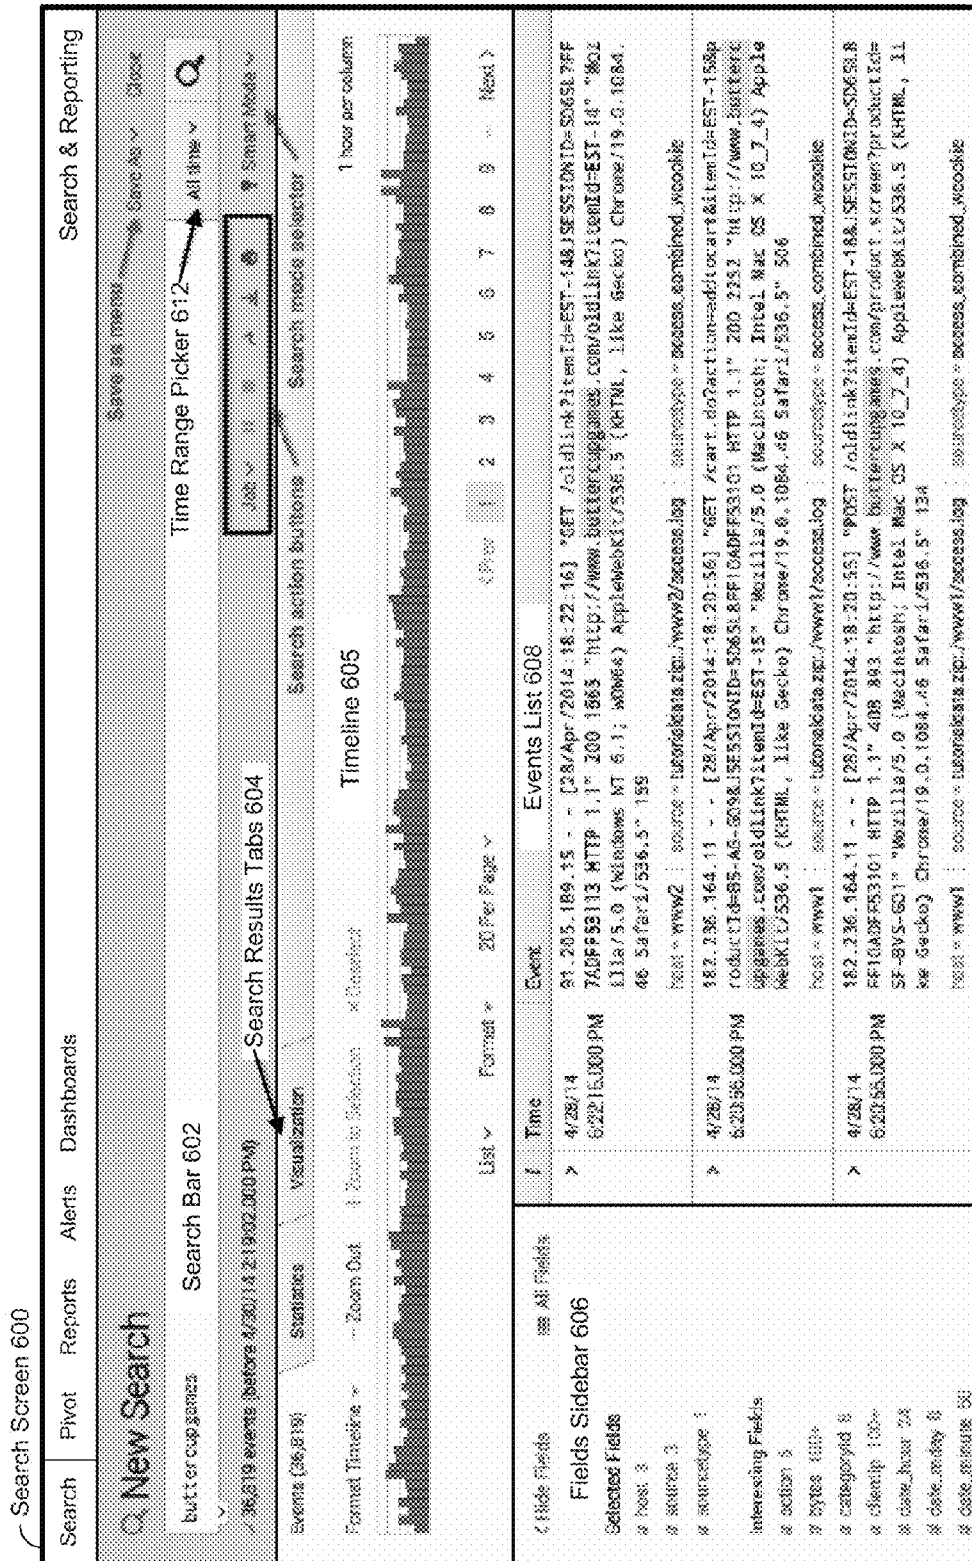 Search Screen 600
Search Pivot Reports Alerts Dashboards Search & Reporting
New Search
Save as menu Save As Close
buttercupgames Search Bar 602 Time Range Picker 612 All time
36,819 events (before 4/30/14 2:19:02.000 PM) Search Results Tabs 604 Job Smart Mode
Events (36,819) Statistics Visualization Search action buttons Search mode selector
Format Timeline – Zoom Out Zoom to Selection × Deselect Timeline 605 1 hour per column
List Format 20 Per Page < Prev 1 2 3 4 5 6 7 8 9 ... Next >
< Hide Fields All Fields i Time Event Events List 608
Fields Sidebar 606
Selected Fields
# host 3
# source 3
# sourcetype 1
Interesting Fields
# action 5
# bytes 100+
# categoryId 8
# clientip 100+
# date_hour 24
# date_mday 8
# date_minute 60
> 4/28/14
6:22:16.000 PM
91.205.189.15 - - [28/Apr/2014:18:22:16] "GET /oldlink?itemId=EST-14&JSESSIONID=SD6SL7FF
7ADFF53113 HTTP 1.1" 200 1665 "http://www.buttercupgames.com/oldlink?itemId=EST-14" "Moz
illa/5.0 (Windows NT 6.1; WOW64) AppleWebKit/536.5 (KHTML, like Gecko) Chrome/19.0.1084.
46 Safari/536.5" 159
host = www2 source = tutorialdata.zip:/www2/access.log sourcetype = access_combined_wcookie
> 4/28/14
6:20:56.000 PM
182.236.164.11 - - [28/Apr/2014:18:20:56] "GET /cart.do?action=addtocart&itemId=EST-15&p
roductId=BS-AG-G09&JSESSIONID=SD6SL8FF10ADFF53101 HTTP 1.1" 200 2252 "http://www.butterc
upgames.com/oldlink?itemId=EST-15" "Mozilla/5.0 (Macintosh; Intel Mac OS X 10_7_4) Apple
WebKit/536.5 (KHTML, like Gecko) Chrome/19.0.1084.46 Safari/536.5" 506
host = www1 source = tutorialdata.zip:/www1/access.log sourcetype = access_combined_wcookie
> 4/28/14
6:20:55.000 PM
182.236.164.11 - - [28/Apr/2014:18:20:55] "POST /oldlink?itemId=EST-18&JSESSIONID=SD6SL8
FF10ADFF53101 HTTP 1.1" 408 893 "http://www.buttercupgames.com/product.screen?productId=
SF-BVS-G01" "Mozilla/5.0 (Macintosh; Intel Mac OS X 10_7_4) AppleWebKit/536.5 (KHTML, li
ke Gecko) Chrome/19.0.1084.46 Safari/536.5" 134
host = www1 source = tutorialdata.zip:/www1/access.log sourcetype = access_combined_wcookie